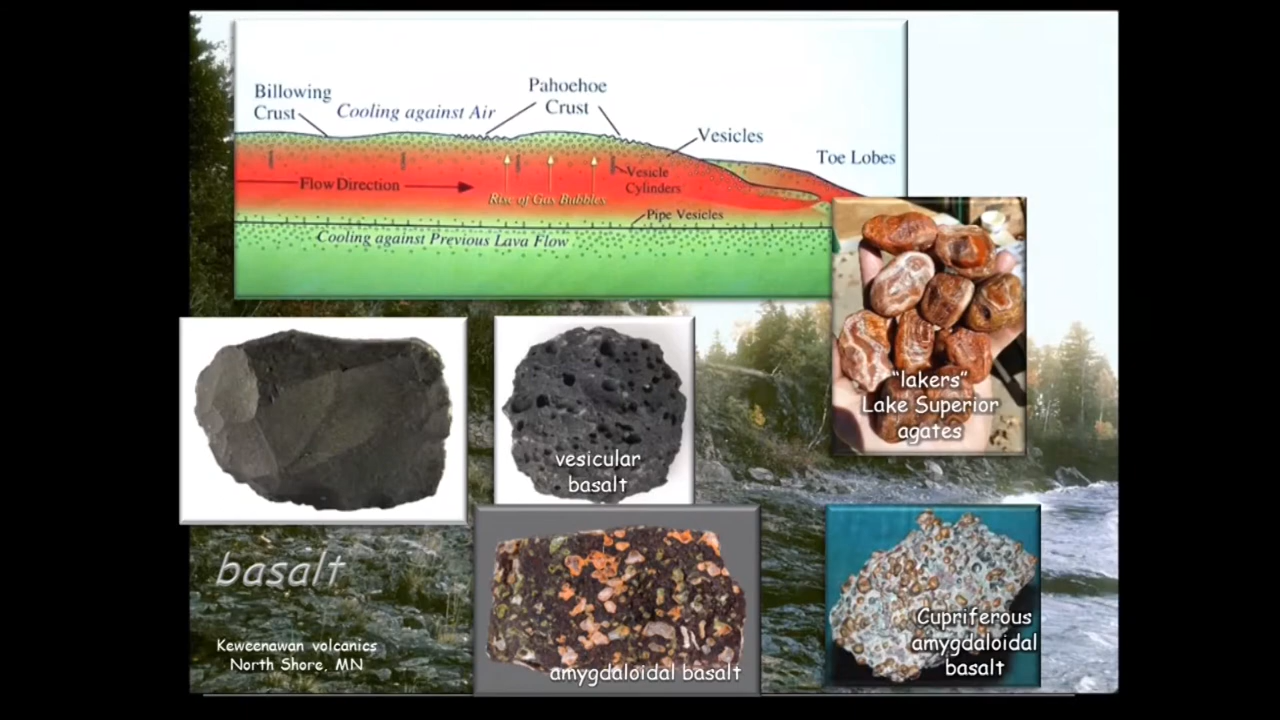 Billowing
Crust
Cooling against Air
Pahoehoe
Crust
Vesicles
Toe Lobes
Flow Direction
Vesicle
Cylinders
Rise of Gas Bubbles
Pipe Vesicles
Cooling against Previous Lava Flow
“lakers”
Lake Superior
agates
vesicular
basalt
basalt
Keweenawan volcanics
North Shore, MN
amygdaloidal basalt
Cupriferous
amygdaloidal
basalt